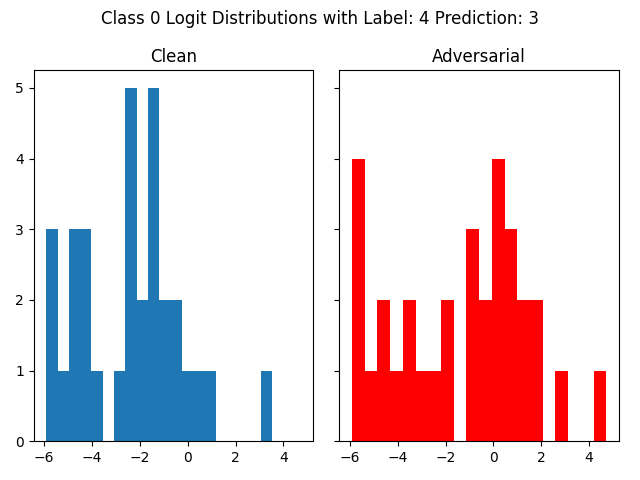 Class 0 Logit Distributions with Label: 4 Prediction: 3
Clean
Adversarial
5
4
3
2
1
0
−6 −4 −2 0 2 4
−6 −4 −2 0 2 4